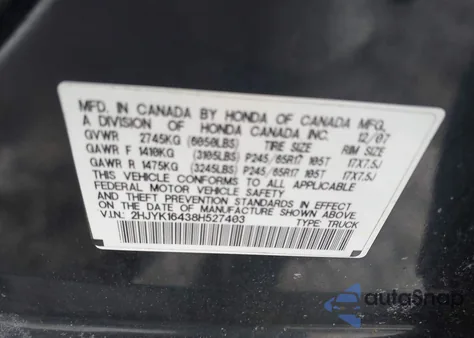 MFD. IN CANADA BY HONDA OF CANADA MFG.
A DIVISION OF HONDA CANADA INC. 12/07
GVWR 2745KG (6050LBS) TIRE SIZE RIM SIZE
GAWR F 1410KG (3105LBS) P245/65R17 105T 17X7.5J
GAWR R 1475KG (3245LBS) P245/65R17 105T 17X7.5J
THIS VEHICLE CONFORMS TO ALL APPLICABLE
FEDERAL MOTOR VEHICLE SAFETY
AND THEFT PREVENTION STANDARDS IN EFFECT
ON THE DATE OF MANUFACTURE SHOWN ABOVE.
V.I.N: 2HJYK16438H527403 TYPE: TRUCK
autoSnap